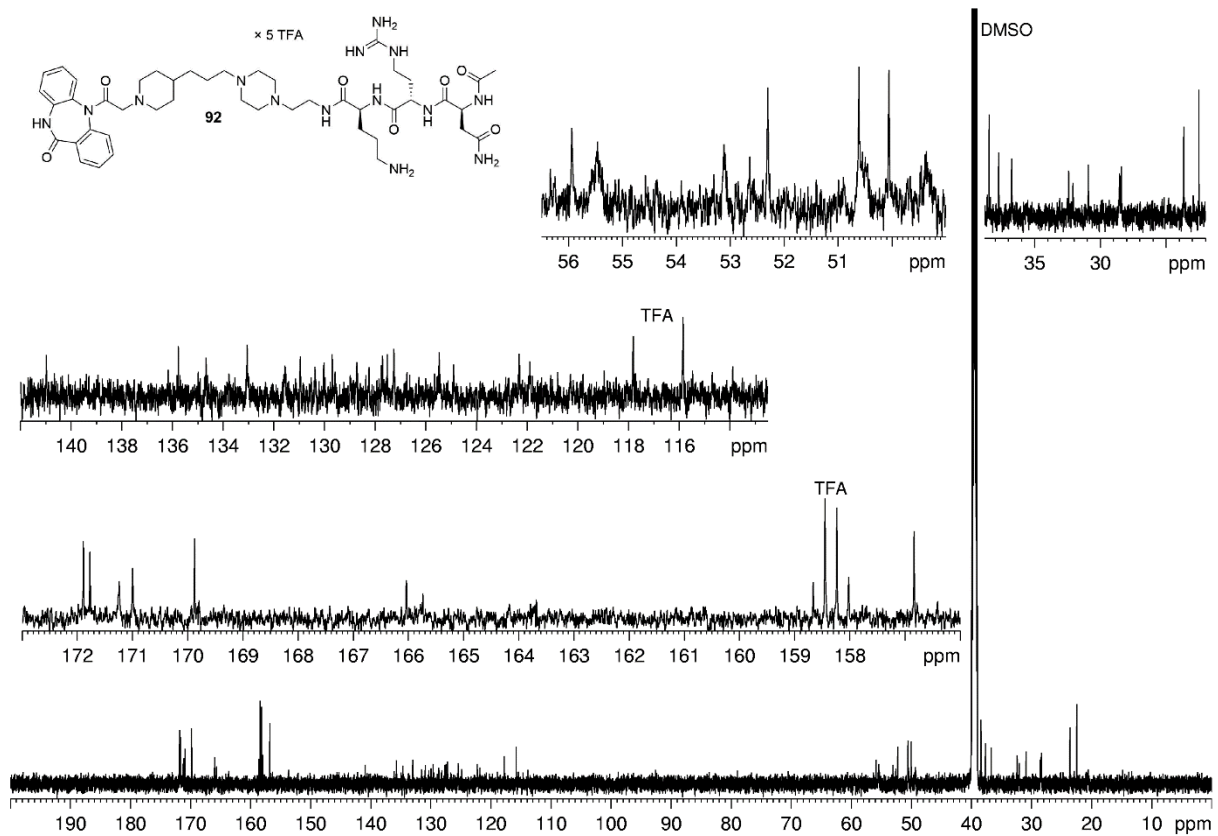 × 5 TFA
NH₂
HN
NH
DMSO
O
N
N
N
N
92
N
H
O
H
N
O
N
H
O
O
NH
HN
O
NH₂
O
NH₂
56 55 54 53 52 51 ppm
35 30 ppm
TFA
140 138 136 134 132 130 128 126 124 122 120 118 116 ppm
TFA
172 171 170 169 168 167 166 165 164 163 162 161 160 159 158 ppm
190 180 170 160 150 140 130 120 110 100 90 80 70 60 50 40 30 20 10 ppm